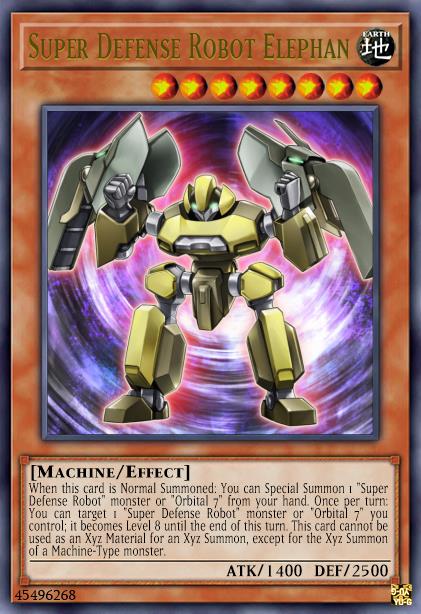 SUPER DEFENSE ROBOT ELEPHAN
EARTH
地
[MACHINE/EFFECT]
When this card is Normal Summoned: You can Special Summon 1 "Super
Defense Robot" monster or "Orbital 7" from your hand. Once per turn:
You can target 1 "Super Defense Robot" monster or "Orbital 7" you
control; it becomes Level 8 until the end of this turn. This card cannot be
used as an Xyz Material for an Xyz Summon, except for the Xyz Summon
of a Machine-Type monster.
ATK/1400 DEF/2500
45496268